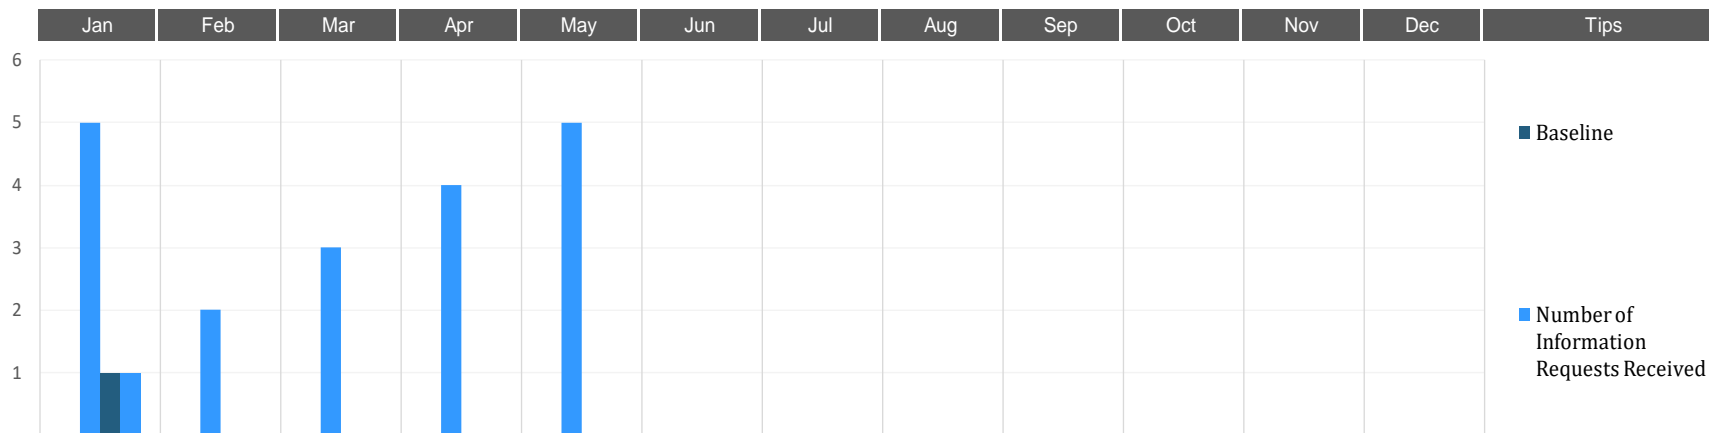 Jan Feb Mar Apr May Jun Jul Aug Sep Oct Nov Dec Tips
6
5
Baseline
4
3
2
Number of
Information
Requests Received
1